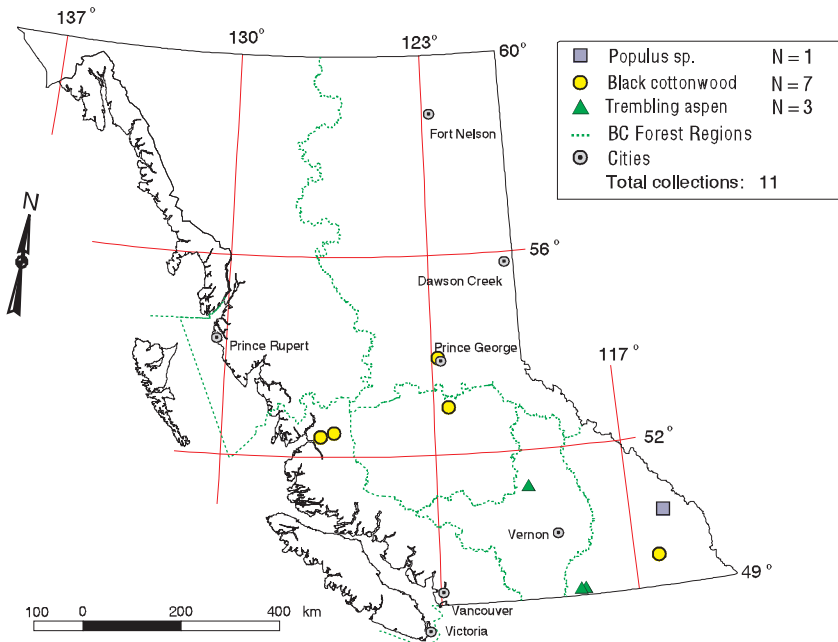 137°
130°
123°
60°
Populus sp. N = 1
Black cottonwood N = 7
Trembling aspen N = 3
BC Forest Regions
Cities
Total collections: 11
Fort Nelson
N
56°
Dawson Creek
Prince Rupert
Prince George
117°
52°
Vernon
49°
Vancouver
Victoria
100 0 200 400 km